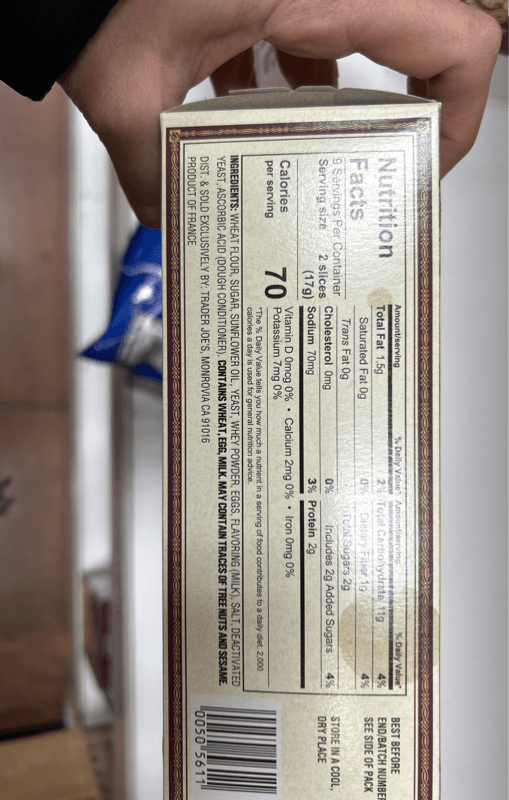 Nutrition
Facts
9 Servings Per Container
Serving size 2 slices
(17g)
Calories
per serving 70
Amount/serving % Daily Value*
Total Fat 1.5g 2%
Saturated Fat 0g 0%
Trans Fat 0g
Cholesterol 0mg 0%
Sodium 70mg 3%
Amount/serving % Daily Value*
Total Carbohydrate 11g 4%
Dietary Fiber 1g 4%
Total Sugars 2g
Includes 2g Added Sugars 4%
Protein 2g
Vitamin D 0mcg 0% • Calcium 2mg 0% • Iron 0mg 0%
Potassium 7mg 0%
*The % Daily Value tells you how much a nutrient in a serving of food contributes to a daily diet. 2,000
calories a day is used for general nutrition advice.
INGREDIENTS: WHEAT FLOUR, SUGAR, SUNFLOWER OIL, YEAST, WHEY POWDER, EGGS, FLAVORING (MILK), SALT, DEACTIVATED
YEAST, ASCORBIC ACID (DOUGH CONDITIONER). CONTAINS WHEAT, EGG, MILK. MAY CONTAIN TRACES OF TREE NUTS AND SESAME.
DIST. & SOLD EXCLUSIVELY BY: TRADER JOE'S, MONROVIA CA 91016
PRODUCT OF FRANCE
BEST BEFORE
END/BATCH NUMBER
SEE SIDE OF PACK
STORE IN A COOL,
DRY PLACE
0050 5611